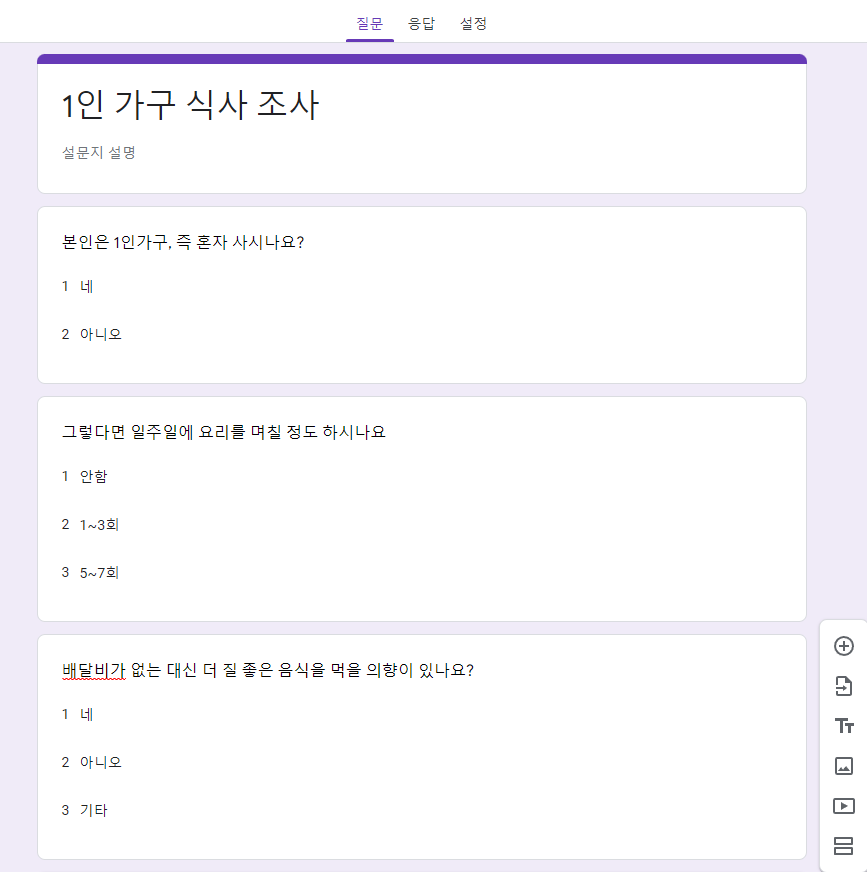 질문 응답 설정
1인 가구 식사 조사
설문지 설명
본인은 1인가구, 즉 혼자 사시나요?
1 네
2 아니오
그렇다면 일주일에 요리를 며칠 정도 하시나요
1 안함
2 1~3회
3 5~7회
배달비가 없는 대신 더 질 좋은 음식을 먹을 의향이 있나요?
1 네
2 아니오
3 기타